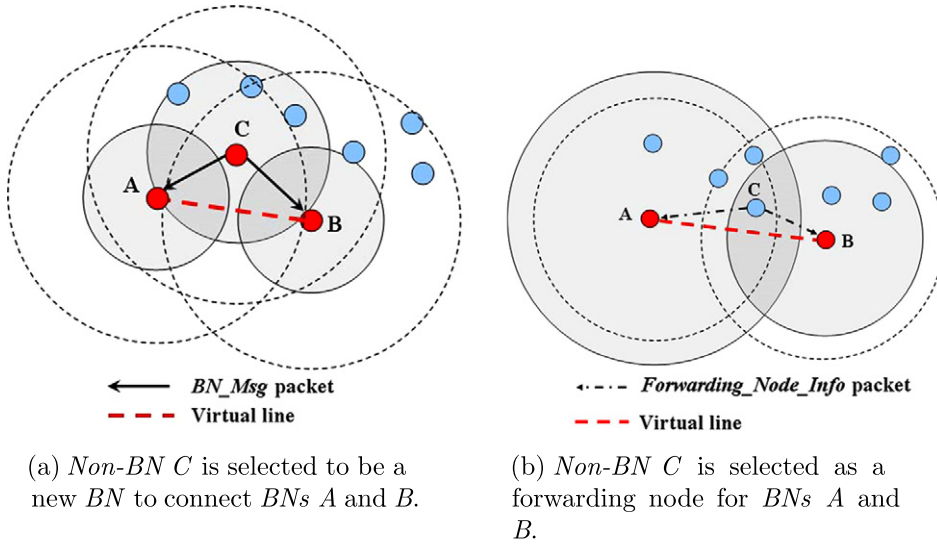 C
A
B
BN_Msg packet
Virtual line
(a) Non-BN C is selected to be a
new BN to connect BNs A and B.
C
A
B
Forwarding_Node_Info packet
Virtual line
(b) Non-BN C is selected as a
forwarding node for BNs A and
B.